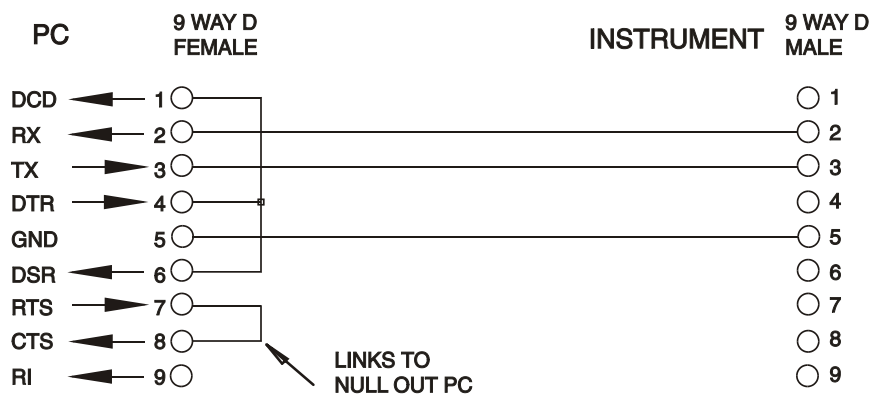 PC
9 WAY D
FEMALE
INSTRUMENT
9 WAY D
MALE
DCD 1 1
RX 2 2
TX 3 3
DTR 4 4
GND 5 5
DSR 6 6
RTS 7 7
CTS 8 8
RI 9 9
LINKS TO
NULL OUT PC